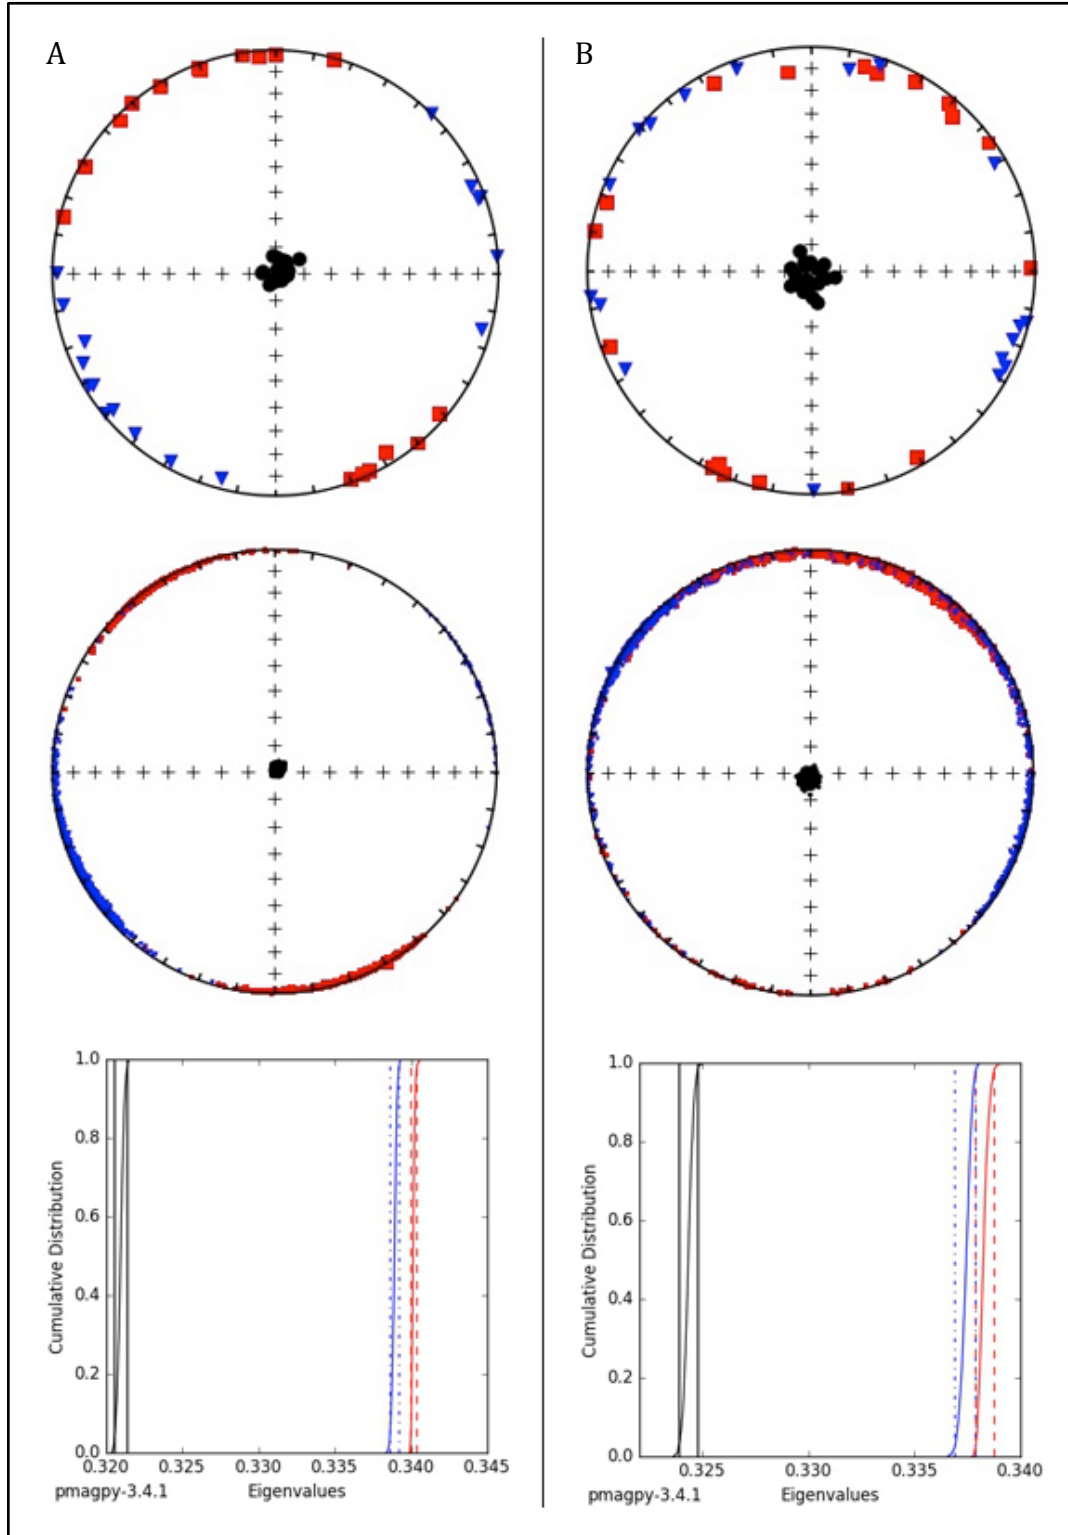 A
B
1.0
0.8
0.6
0.4
0.2
0.0
Cumulative Distribution
0.320 0.325 0.330 0.335 0.340 0.345
pmagpy-3.4.1 Eigenvalues
1.0
0.8
0.6
0.4
0.2
0.0
Cumulative Distribution
0.325 0.330 0.335 0.340
pmagpy-3.4.1 Eigenvalues